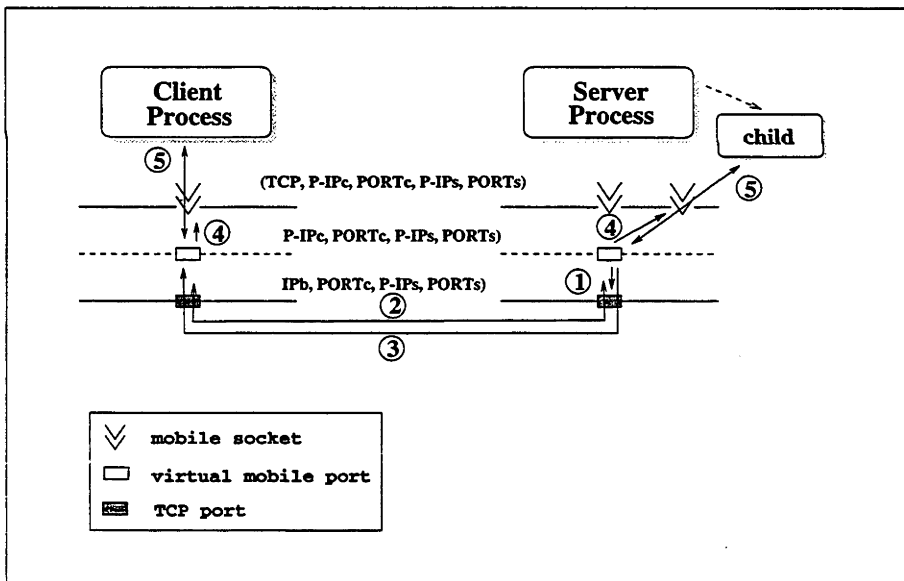 Client
Process
Server
Process
child
⑤
(TCP, P-IPc, PORTc, P-IPs, PORTs)
⑤
④
P-IPc, PORTc, P-IPs, PORTs)
④
IPb, PORTc, P-IPs, PORTs)
①
②
③
mobile socket
virtual mobile port
TCP port